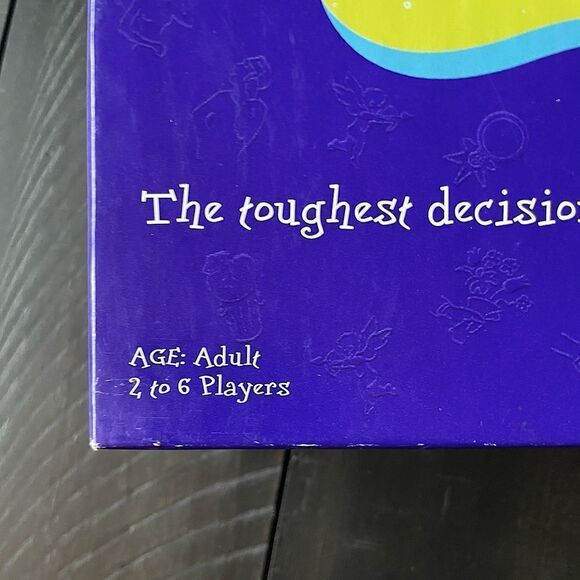 The toughest decision
AGE: Adult
2 to 6 Players